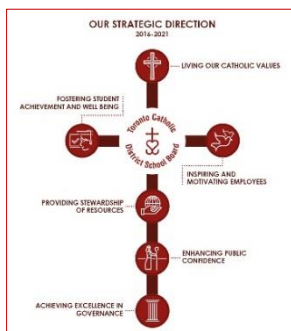 OUR STRATEGIC DIRECTION
2016-2021
LIVING OUR CATHOLIC VALUES
FOSTERING STUDENT
ACHIEVEMENT AND WELL BEING
Toronto Catholic
District School Board
INSPIRING AND
MOTIVATING EMPLOYEES
PROVIDING STEWARDSHIP
OF RESOURCES
ENHANCING PUBLIC
CONFIDENCE
ACHIEVING EXCELLENCE IN
GOVERNANCE